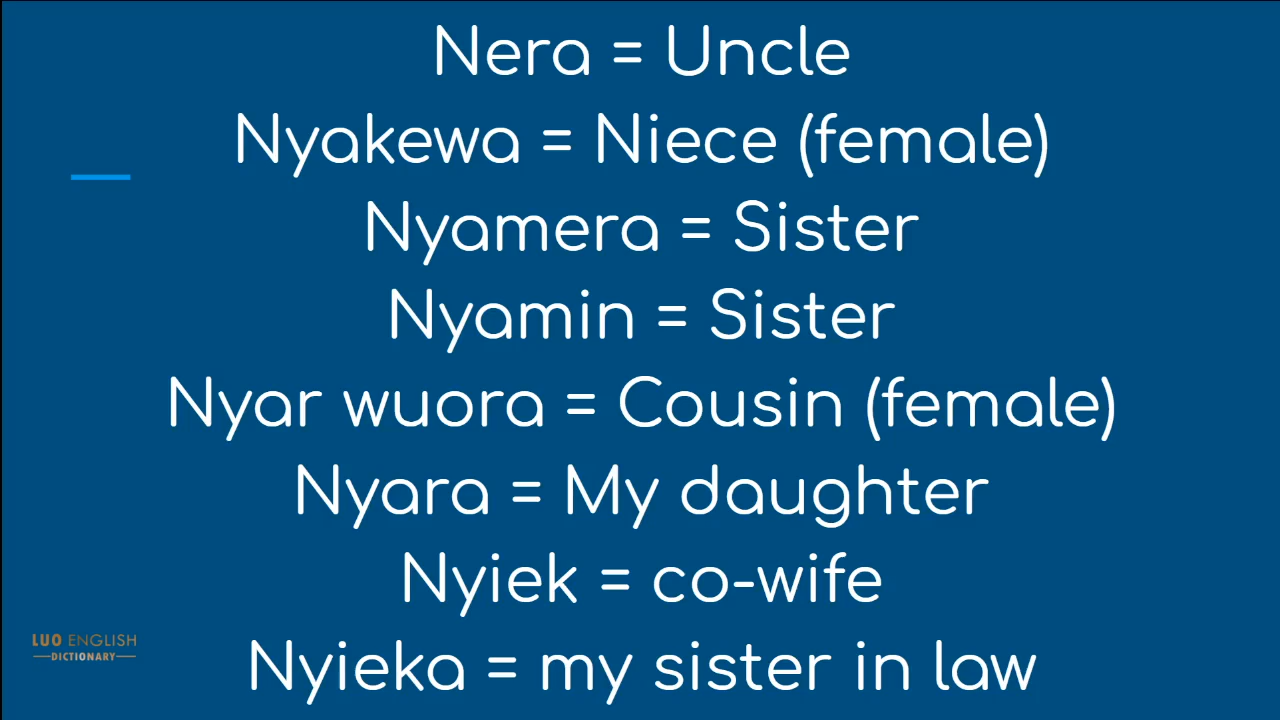 Nera = Uncle
Nyakewa = Niece (female)
Nyamera = Sister
Nyamin = Sister
Nyar wuora = Cousin (female)
Nyara = My daughter
Nyiek = co-wife
Nyieka = my sister in law
LUO ENGLISH
DICTIONARY